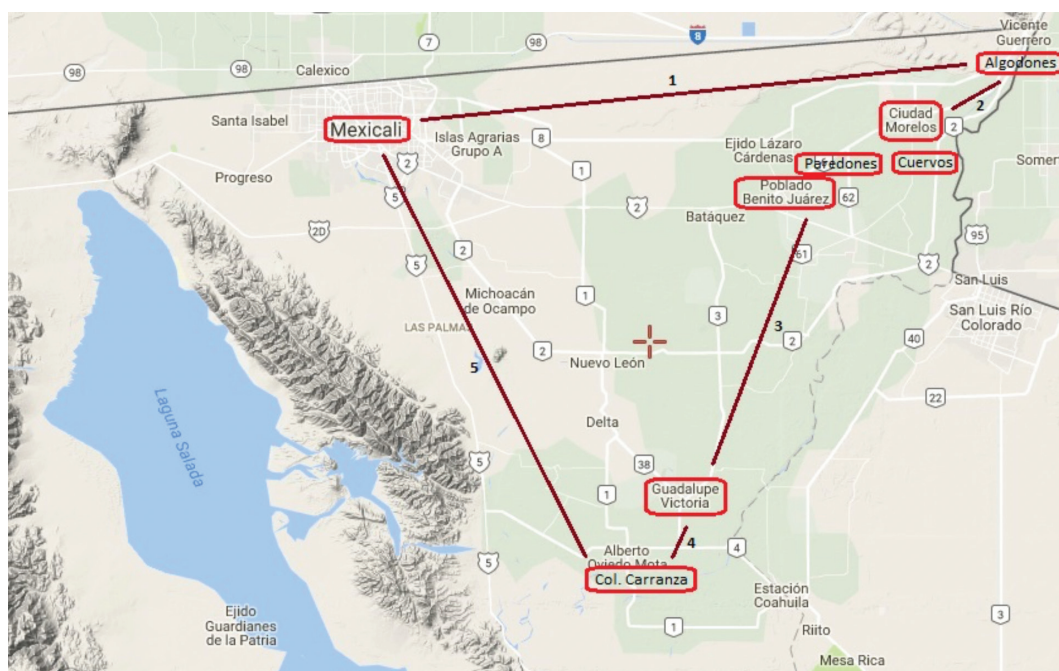 Vicente
Guerrero
8
7
98
98
98
Calexico
1
Algodones
2
Santa Isabel
Mexicali
Islas Agrarias
Grupo A
8
Ciudad
Morelos
2
Ejido Lázaro
Cárdenas
Paredones
Cuervos
Somer
Progreso
2
5
1
Poblado
Benito Juárez
62
2
Batáquez
2D
2
61
95
5
2
San Luis
Michoacán
de Ocampo
1
3
San Luis Río
Colorado
LAS PALMAS
3
2
40
5
2
Nuevo León
22
Laguna Salada
Delta
5
38
1
Guadalupe
Victoria
4
Alberto
Oviedo Mota
4
5
Col. Carranza
Estación
Coahuila
Ejido
Guardianes
de la Patria
1
Riito
3
Mesa Rica